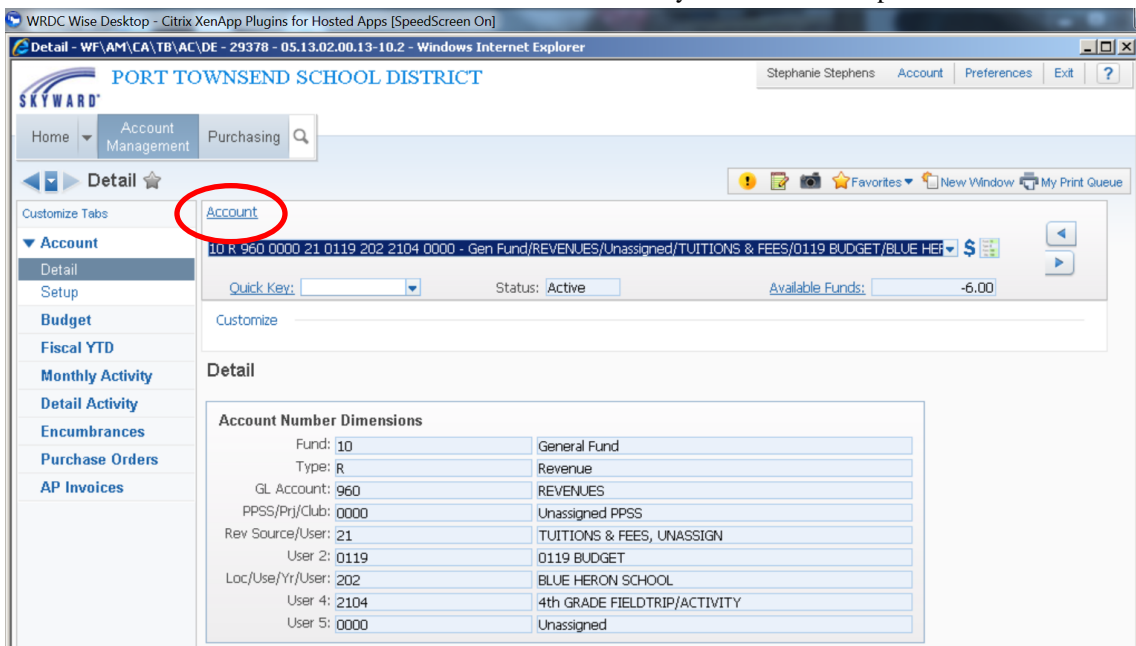 WRDC Wise Desktop - Citrix XenApp Plugins for Hosted Apps [SpeedScreen On]
Detail - WF\AM\CA\TB\AC\DE - 29378 - 05.13.02.00.13-10.2 - Windows Internet Explorer
SKYWARD PORT TOWNSEND SCHOOL DISTRICT
Stephanie Stephens Account Preferences Exit ?
Home Account Management Purchasing
Detail
! Favorites New Window My Print Queue
Customize Tabs
Account
Detail
Setup
Budget
Fiscal YTD
Monthly Activity
Detail Activity
Encumbrances
Purchase Orders
AP Invoices
Account
10 R 960 0000 21 0119 202 2104 0000 - Gen Fund/REVENUES/Unassigned/TUITIONS & FEES/0119 BUDGET/BLUE HER $
Quick Key: Status: Active Available Funds: -6.00
Customize
Detail
Account Number Dimensions
Fund: 10 General Fund
Type: R Revenue
GL Account: 960 REVENUES
PPSS/Prj/Club: 0000 Unassigned PPSS
Rev Source/User: 21 TUITIONS & FEES, UNASSIGN
User 2: 0119 0119 BUDGET
Loc/Use/Yr/User: 202 BLUE HERON SCHOOL
User 4: 2104 4th GRADE FIELDTRIP/ACTIVITY
User 5: 0000 Unassigned